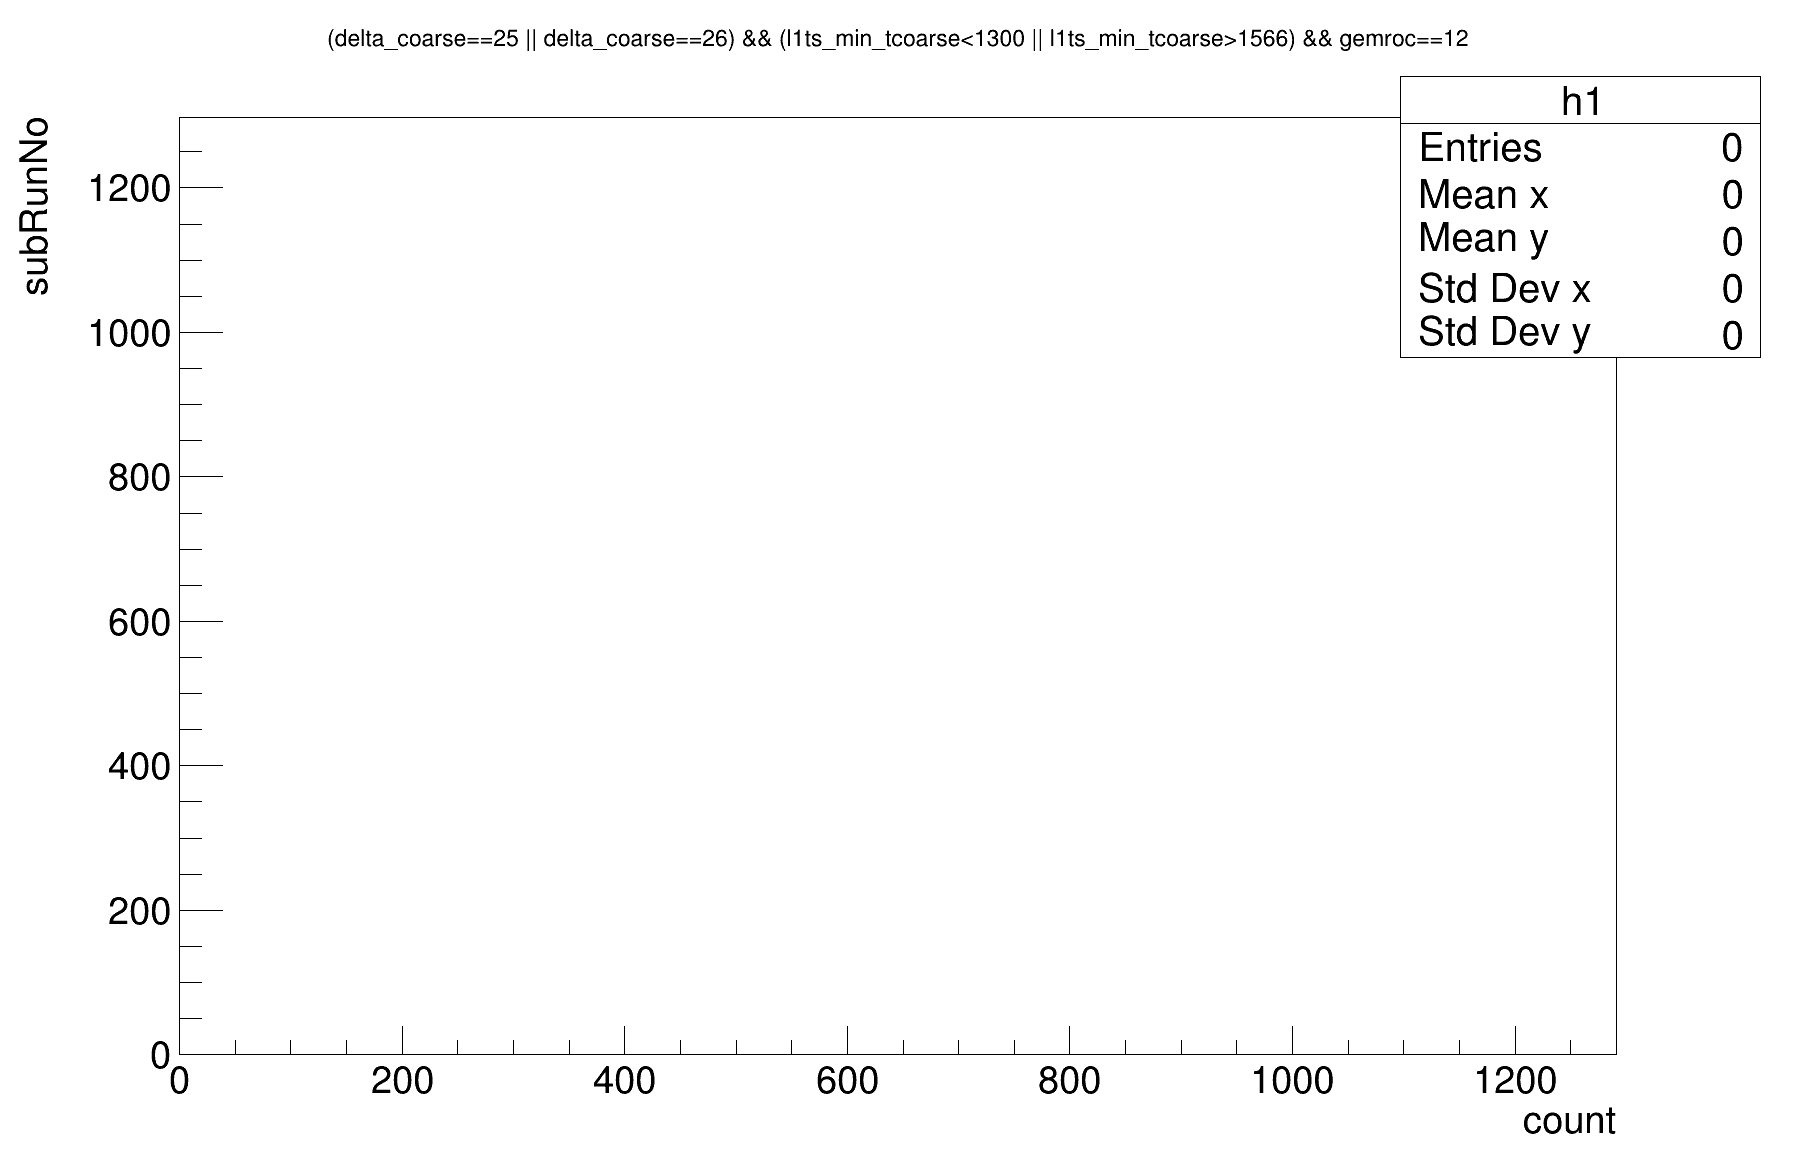 (delta_coarse==25 || delta_coarse==26) && (l1ts_min_tcoarse<1300 || l1ts_min_tcoarse>1566) && gemroc==12
h1
Entries 0
Mean x 0
Mean y 0
Std Dev x 0
Std Dev y 0
subRunNo
1200
1000
800
600
400
200
0
0 200 400 600 800 1000 1200
count